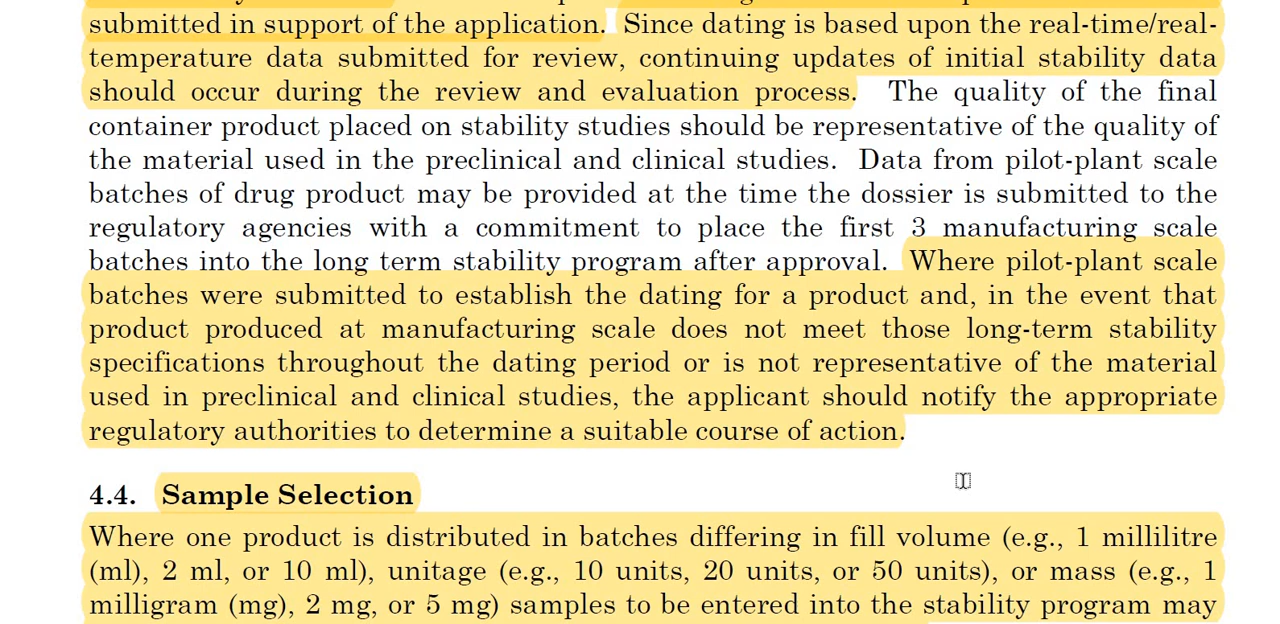 submitted in support of the application. Since dating is based upon the real-time/real-
temperature data submitted for review, continuing updates of initial stability data
should occur during the review and evaluation process. The quality of the final
container product placed on stability studies should be representative of the quality of
the material used in the preclinical and clinical studies. Data from pilot-plant scale
batches of drug product may be provided at the time the dossier is submitted to the
regulatory agencies with a commitment to place the first 3 manufacturing scale
batches into the long term stability program after approval. Where pilot-plant scale
batches were submitted to establish the dating for a product and, in the event that
product produced at manufacturing scale does not meet those long-term stability
specifications throughout the dating period or is not representative of the material
used in preclinical and clinical studies, the applicant should notify the appropriate
regulatory authorities to determine a suitable course of action.
4.4. Sample Selection
Where one product is distributed in batches differing in fill volume (e.g., 1 millilitre
(ml), 2 ml, or 10 ml), unitage (e.g., 10 units, 20 units, or 50 units), or mass (e.g., 1
milligram (mg), 2 mg, or 5 mg) samples to be entered into the stability program may